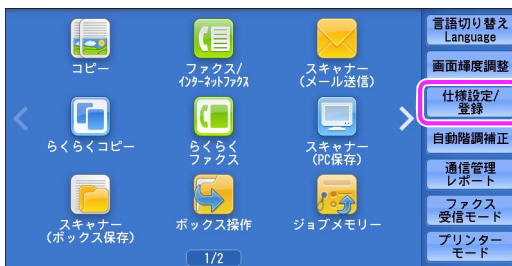 コピー
ファクス/
インターネットファクス
スキャナー
(メール送信)
らくらくコピー
らくらく
ファクス
スキャナー
(PC保存)
スキャナー
(ボックス保存)
ボックス操作
ジョブメモリー
1/2
言語切り替え
Language
画面輝度調整
仕様設定/
登録
自動階調補正
通信管理
レポート
ファクス
受信モード
プリンター
モード